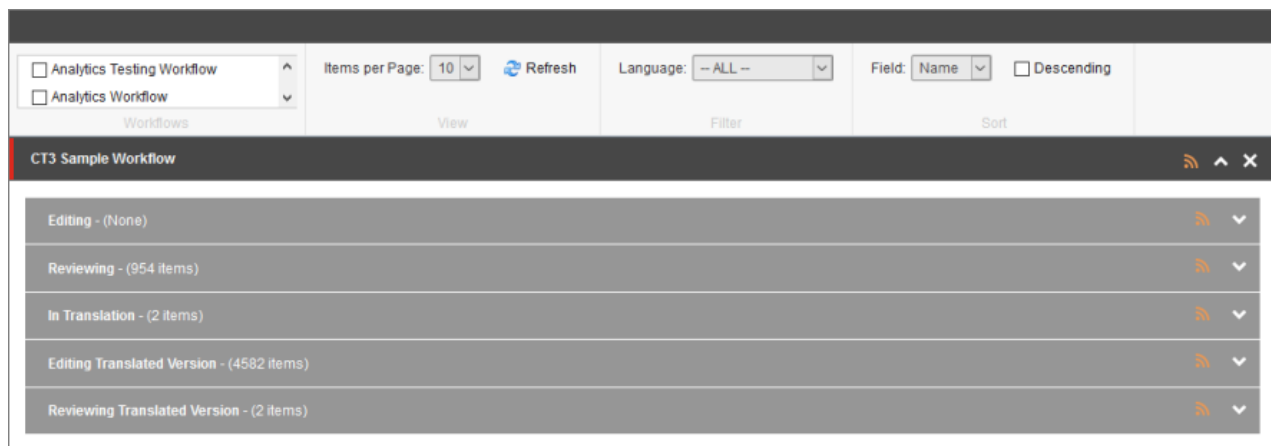 Analytics Testing Workflow
Analytics Workflow
Workflows
Items per Page: 10 Refresh
View
Language: -- ALL --
Filter
Field: Name Descending
Sort
CT3 Sample Workflow
Editing - (None)
Reviewing - (954 items)
In Translation - (2 items)
Editing Translated Version - (4582 items)
Reviewing Translated Version - (2 items)